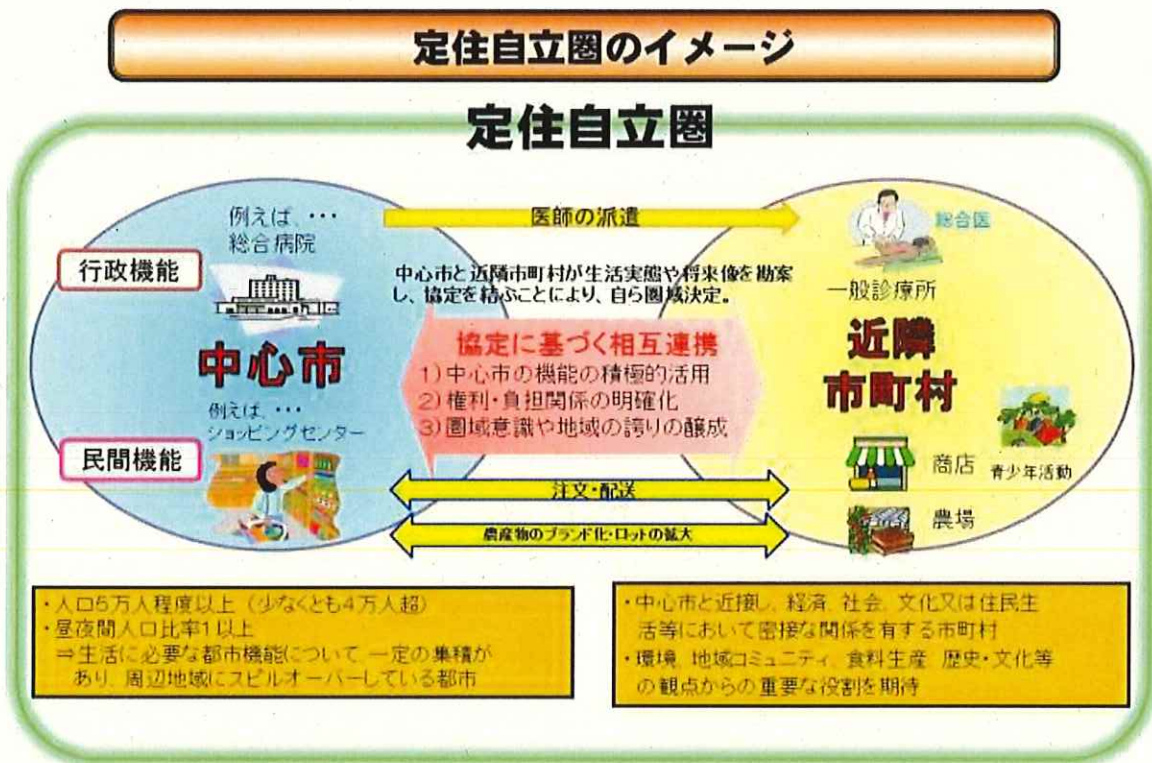 定住自立圏のイメージ
定住自立圏
例えば、・・・
総合病院
行政機能
中心市
例えば、・・・
ショッピングセンター
民間機能
医師の派遣
中心市と近隣市町村が生活実態や将来像を勘案
し、協定を結ぶことにより、自ら圏域決定。
協定に基づく相互連携
1)中心市の機能の積極的活用
2)権利・負担関係の明確化
3)圏域意識や地域の誇りの醸成
注文・配送
農産物のブランド化・ロットの拡大
総合医
一般診療所
近隣
市町村
商店
青少年活動
農場
・人口5万人程度以上（少なくとも4万人超）
・昼夜間人口比率1以上
⇒生活に必要な都市機能について、一定の集積が
あり、周辺地域にスピルオーバーしている都市
・中心市と近接し、経済、社会、文化又は住民生
活等において密接な関係を有する市町村
・環境、地域コミュニティ、食料生産、歴史・文化等
の観点からの重要な役割を期待